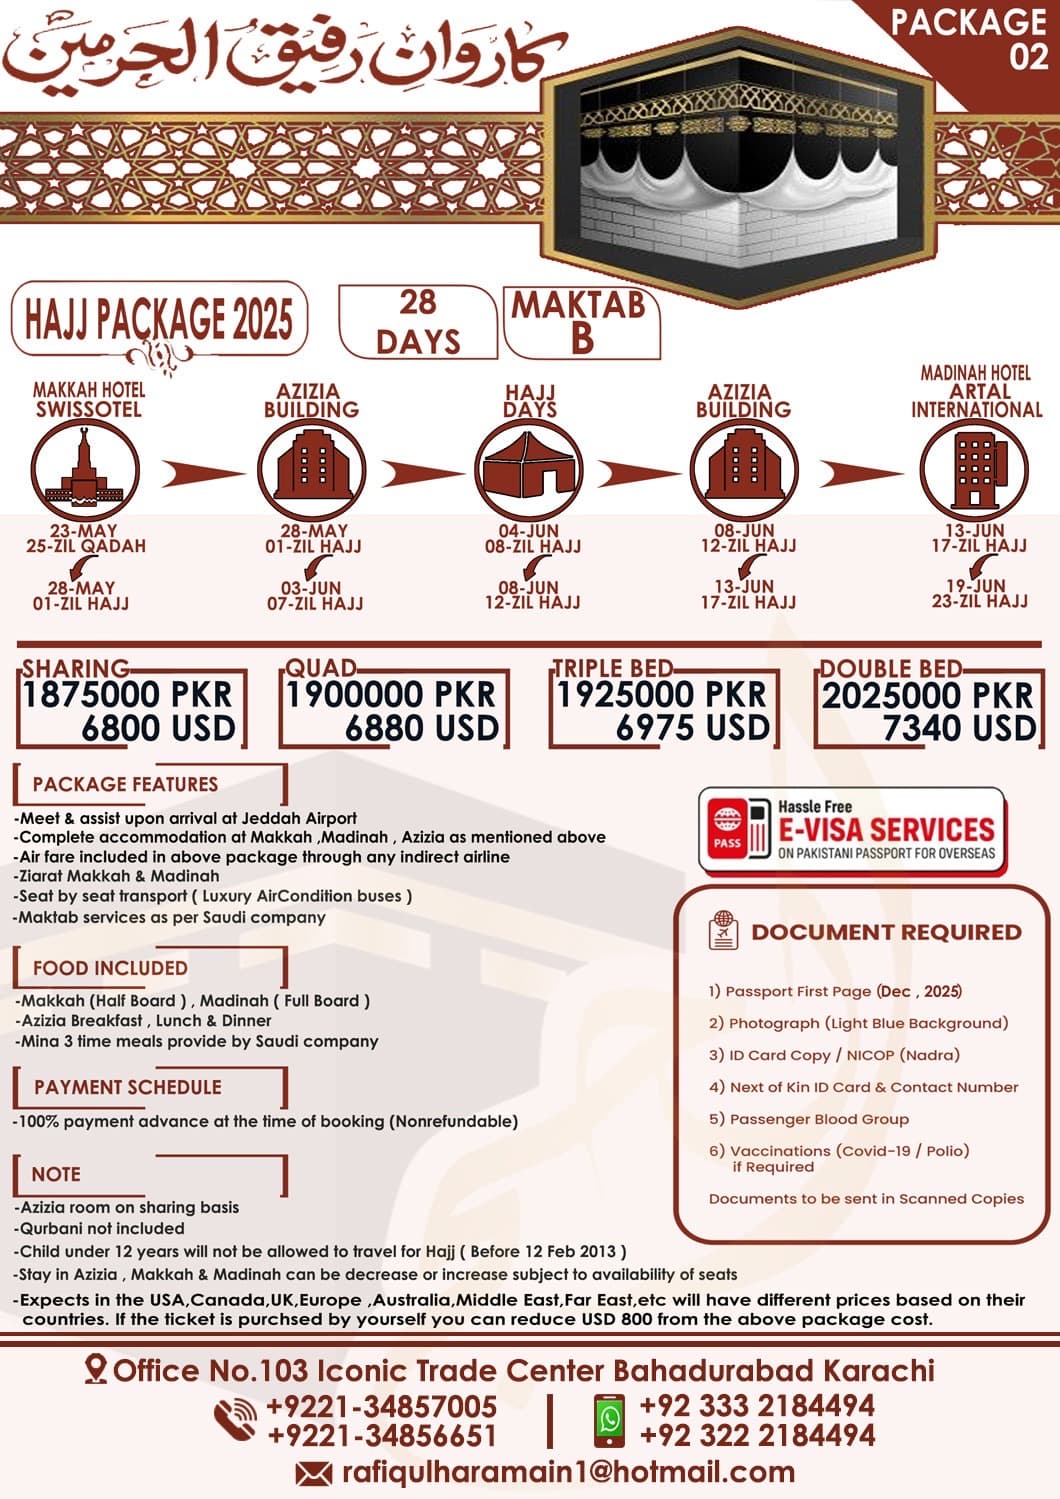 کاروانِ رفیق الحرمین
PACKAGE
02
HAJJ PACKAGE 2025
28
DAYS
MAKTAB
B
MAKKAH HOTEL
SWISSOTEL
23-MAY
25-ZIL QADAH
28-MAY
01-ZIL HAJJ
AZIZIA
BUILDING
28-MAY
01-ZIL HAJJ
03-JUN
07-ZIL HAJJ
HAJJ
DAYS
04-JUN
08-ZIL HAJJ
08-JUN
12-ZIL HAJJ
AZIZIA
BUILDING
08-JUN
12-ZIL HAJJ
13-JUN
17-ZIL HAJJ
MADINAH HOTEL
ARTAL
INTERNATIONAL
13-JUN
17-ZIL HAJJ
19-JUN
23-ZIL HAJJ
SHARING
1875000 PKR
6800 USD
QUAD
1900000 PKR
6880 USD
TRIPLE BED
1925000 PKR
6975 USD
DOUBLE BED
2025000 PKR
7340 USD
PACKAGE FEATURES
-Meet & assist upon arrival at Jeddah Airport
-Complete accommodation at Makkah ,Madinah , Azizia as mentioned above
-Air fare included in above package through any indirect airline
-Ziarat Makkah & Madinah
-Seat by seat transport ( Luxury AirCondition buses )
-Maktab services as per Saudi company
FOOD INCLUDED
-Makkah (Half Board ) , Madinah ( Full Board )
-Azizia Breakfast , Lunch & Dinner
-Mina 3 time meals provide by Saudi company
PAYMENT SCHEDULE
-100% payment advance at the time of booking (Nonrefundable)
NOTE
-Azizia room on sharing basis
-Qurbani not included
-Child under 12 years will not be allowed to travel for Hajj ( Before 12 Feb 2013 )
-Stay in Azizia , Makkah & Madinah can be decrease or increase subject to availability of seats
-Expects in the USA,Canada,UK,Europe ,Australia,Middle East,Far East,etc will have different prices based on their
countries. If the ticket is purchsed by yourself you can reduce USD 800 from the above package cost.
PASS
Hassle Free
E-VISA SERVICES
ON PAKISTANI PASSPORT FOR OVERSEAS
DOCUMENT REQUIRED
1) Passport First Page (Dec , 2025)
2) Photograph (Light Blue Background)
3) ID Card Copy / NICOP (Nadra)
4) Next of Kin ID Card & Contact Number
5) Passenger Blood Group
6) Vaccinations (Covid-19 / Polio)
if Required
Documents to be sent in Scanned Copies
Office No.103 Iconic Trade Center Bahadurabad Karachi
+9221-34857005
+9221-34856651
+92 333 2184494
+92 322 2184494
rafiqulharamain1@hotmail.com